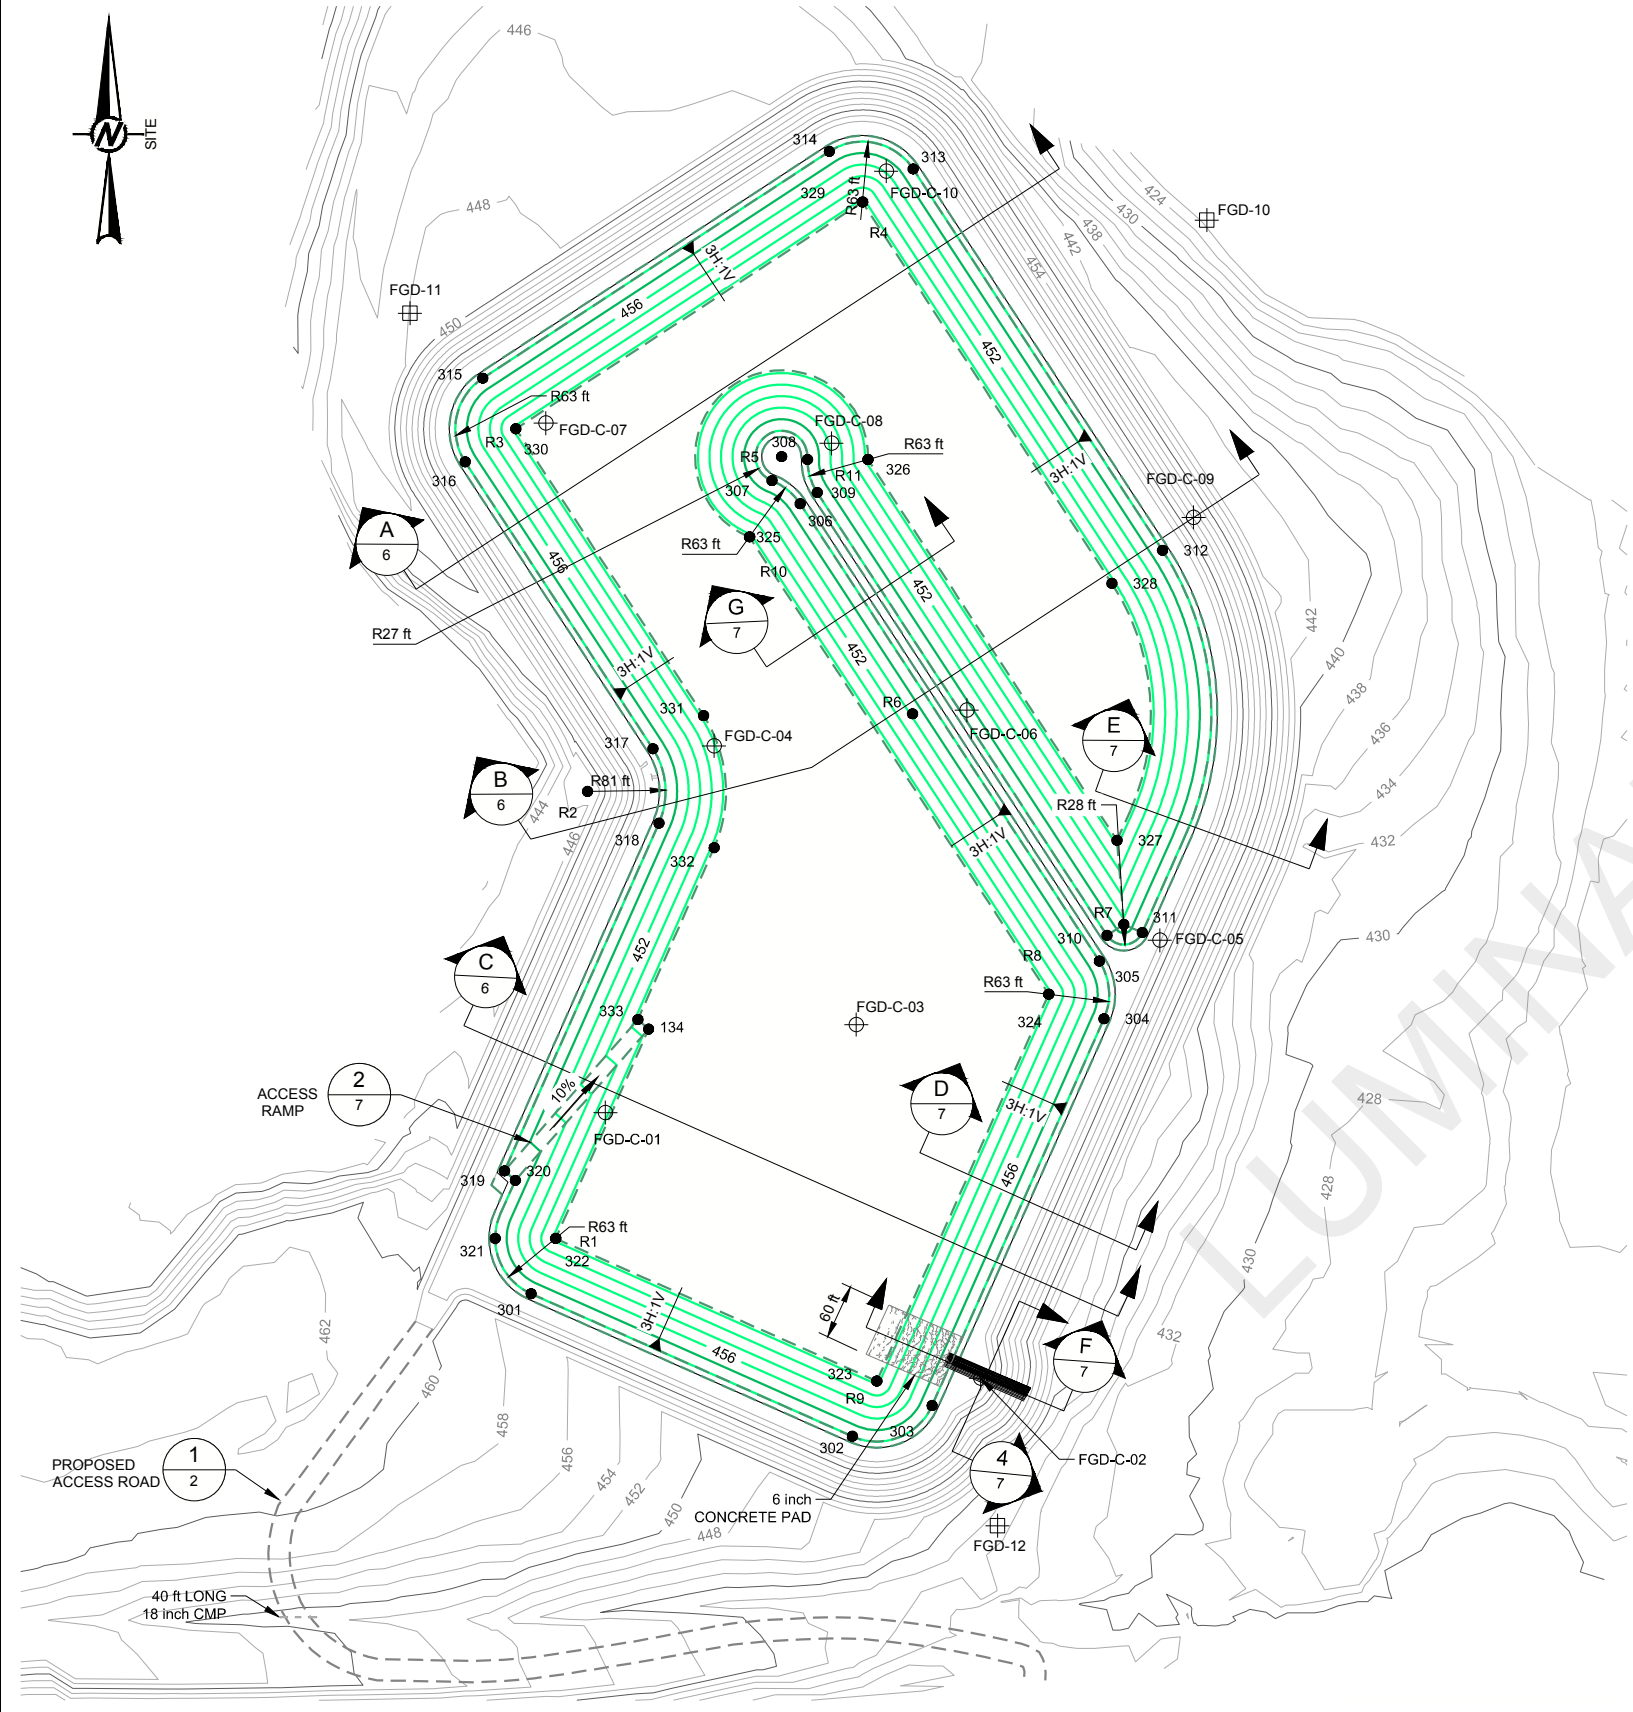 446
SITE
N
314
313
329
R63 ft
FGD-C-10
R4
424
430
438
442
454
FGD-10
448
3H:1V
FGD-11
450
456
452
315
R63 ft
FGD-C-07
R3
330
316
FGD-C-08
308
R63 ft
R5
R11
326
307
309
306
3H:1V
FGD-C-09
A
6
325
R63 ft
R10
312
328
456
452
G
7
R27 ft
442
440
452
3H:1V
438
R6
331
FGD-C-04
FGD-C-06
E
7
436
317
R81 ft
B
6
R2
444
446
434
R28 ft
318
332
3H:1V
327
432
LUMINA
452
R7
311
310
FGD-C-05
430
C
6
R8
305
R63 ft
333
134
FGD-C-03
324
304
2
7
ACCESS
RAMP
10%
D
7
3H:1V
428
FGD-C-01
319
320
456
428
321
R63 ft
R1
322
430
301
462
3H:1V
60 ft
432
456
F
7
323
R9
460
458
303
302
456
4
7
FGD-C-02
454
452
450
PROPOSED
ACCESS ROAD
1
2
6 inch
CONCRETE PAD
448
FGD-12
40 ft LONG
18 inch CMP